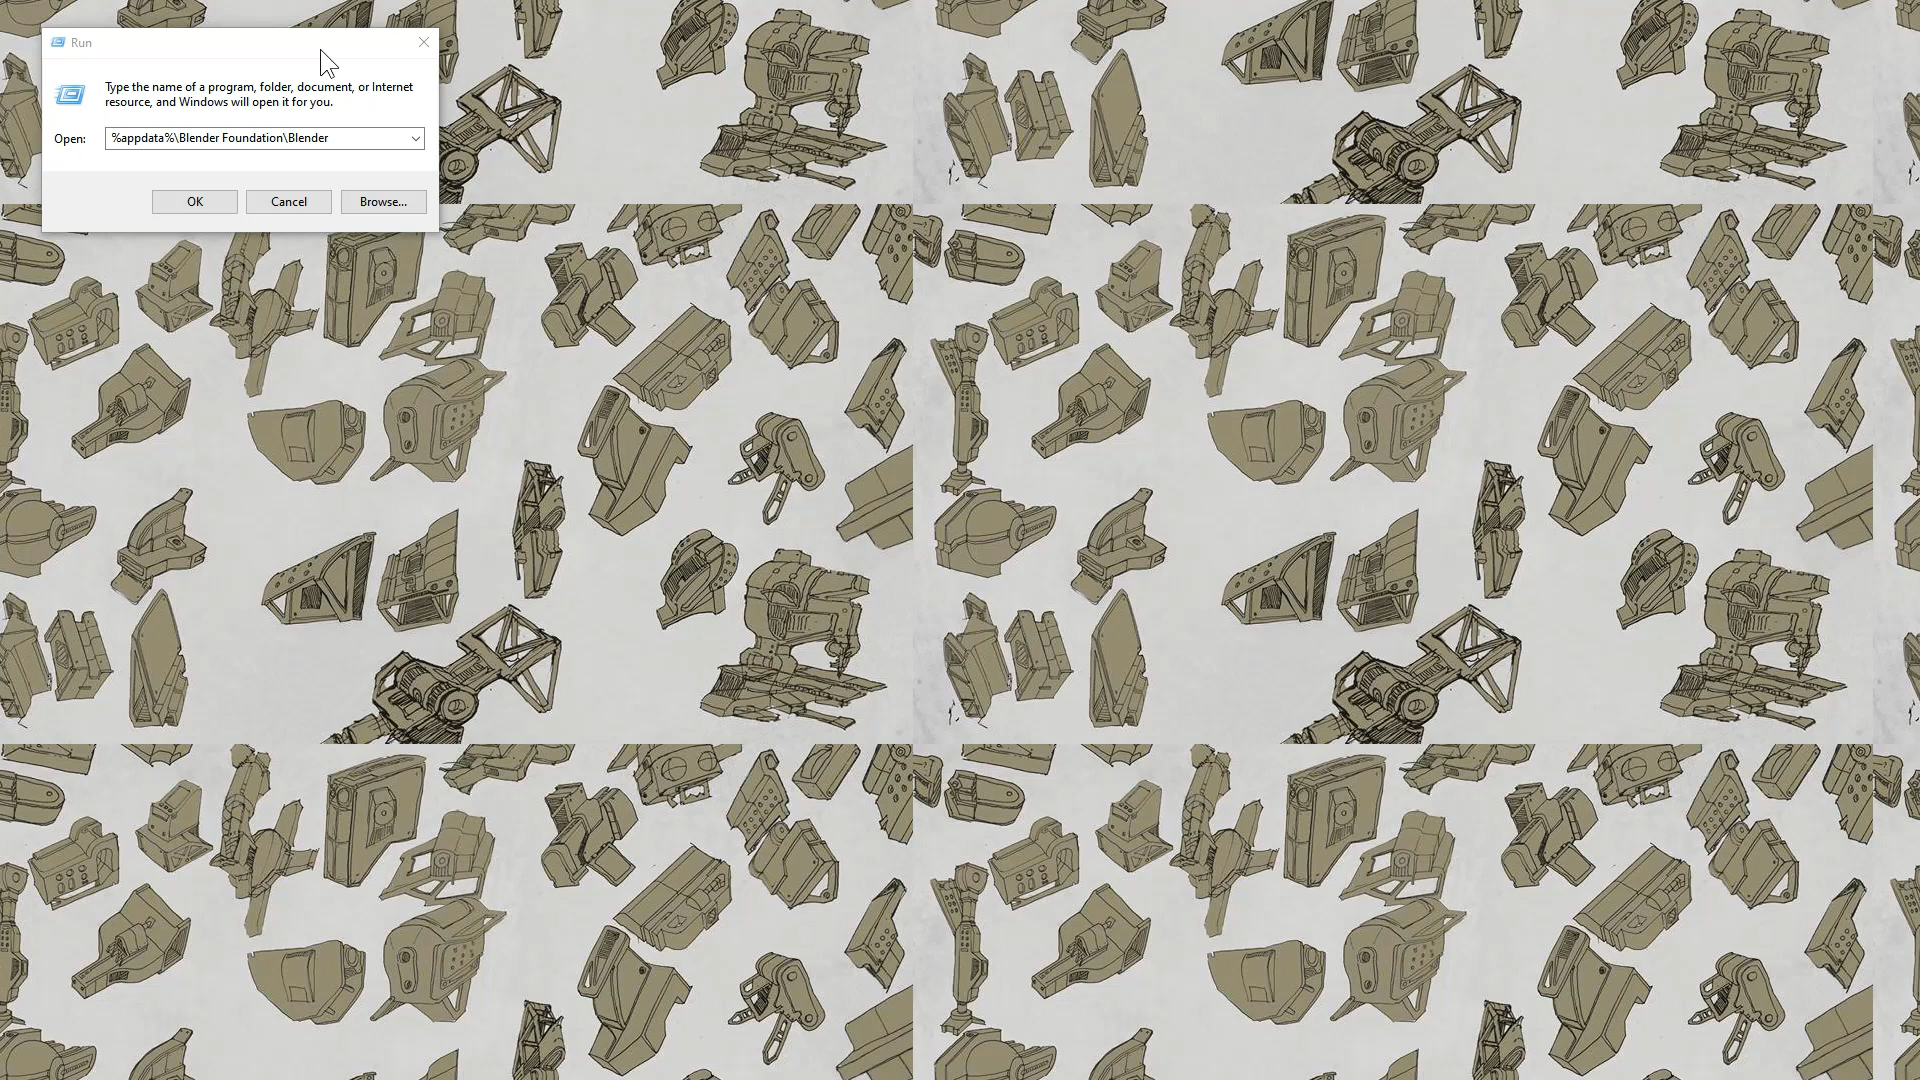 Run
Type the name of a program, folder, document, or Internet
resource, and Windows will open it for you.
Open: %appdata%\Blender Foundation\Blender
OK Cancel Browse...